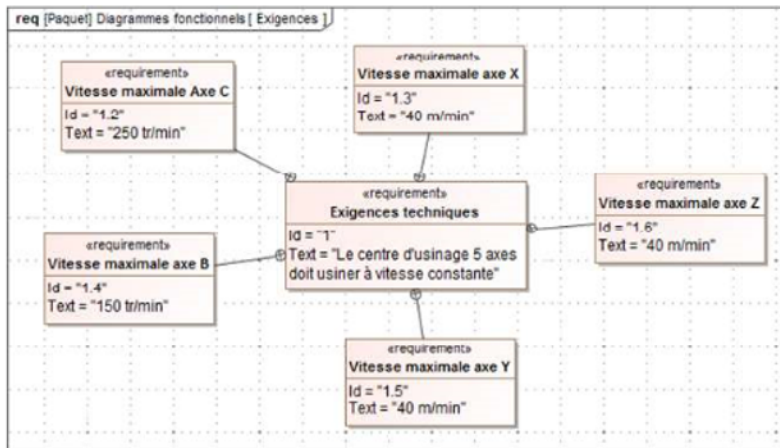 req [Paquet] Diagrammes fonctionnels [ Exigences ]
«requirement»
Vitesse maximale Axe C
Id = "1.2"
Text = "250 tr/min"
«requirement»
Vitesse maximale axe X
Id = "1.3"
Text = "40 m/min"
«requirement»
Exigences techniques
Id = "1"
Text = "Le centre d'usinage 5 axes
doit usiner à vitesse constante"
«requirement»
Vitesse maximale axe Z
Id = "1.6"
Text = "40 m/min"
«requirement»
Vitesse maximale axe B
Id = "1.4"
Text = "150 tr/min"
«requirement»
Vitesse maximale axe Y
Id = "1.5"
Text = "40 m/min"